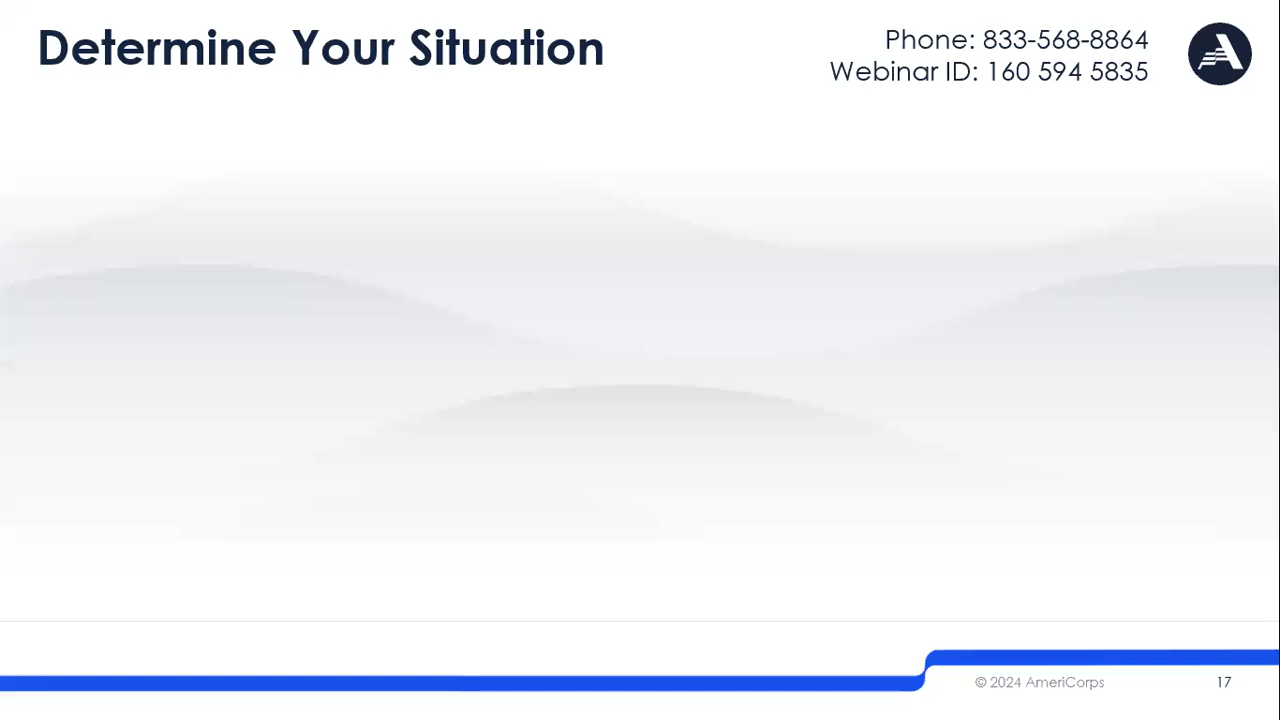 Determine Your Situation
Phone: 833-568-8864
Webinar ID: 160 594 5835
© 2024 AmeriCorps
17